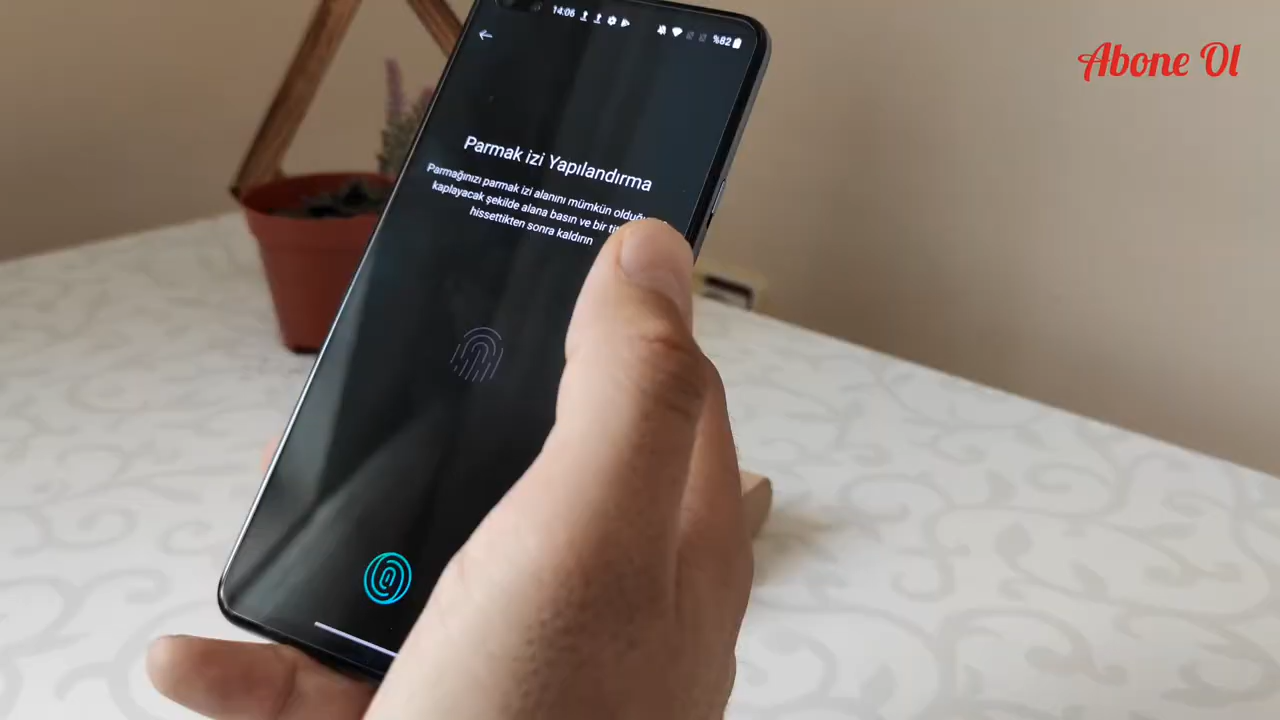 14:06
%82
Abone Ol
Parmak izi Yapılandırma
Parmağınızı parmak izi alanını mümkün
kaplayacak şekilde alana basın ve bir
hissettikten sonra kaldırın